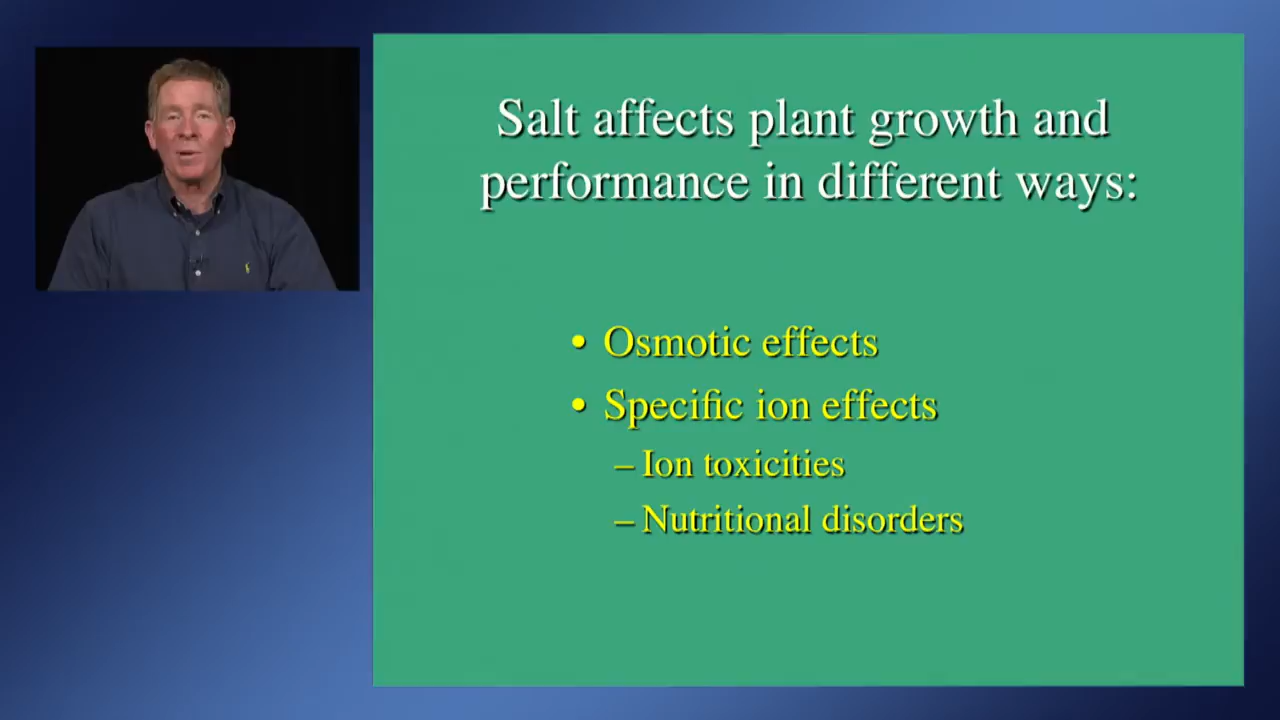 Salt affects plant growth and
performance in different ways:
• Osmotic effects
• Specific ion effects
– Ion toxicities
– Nutritional disorders